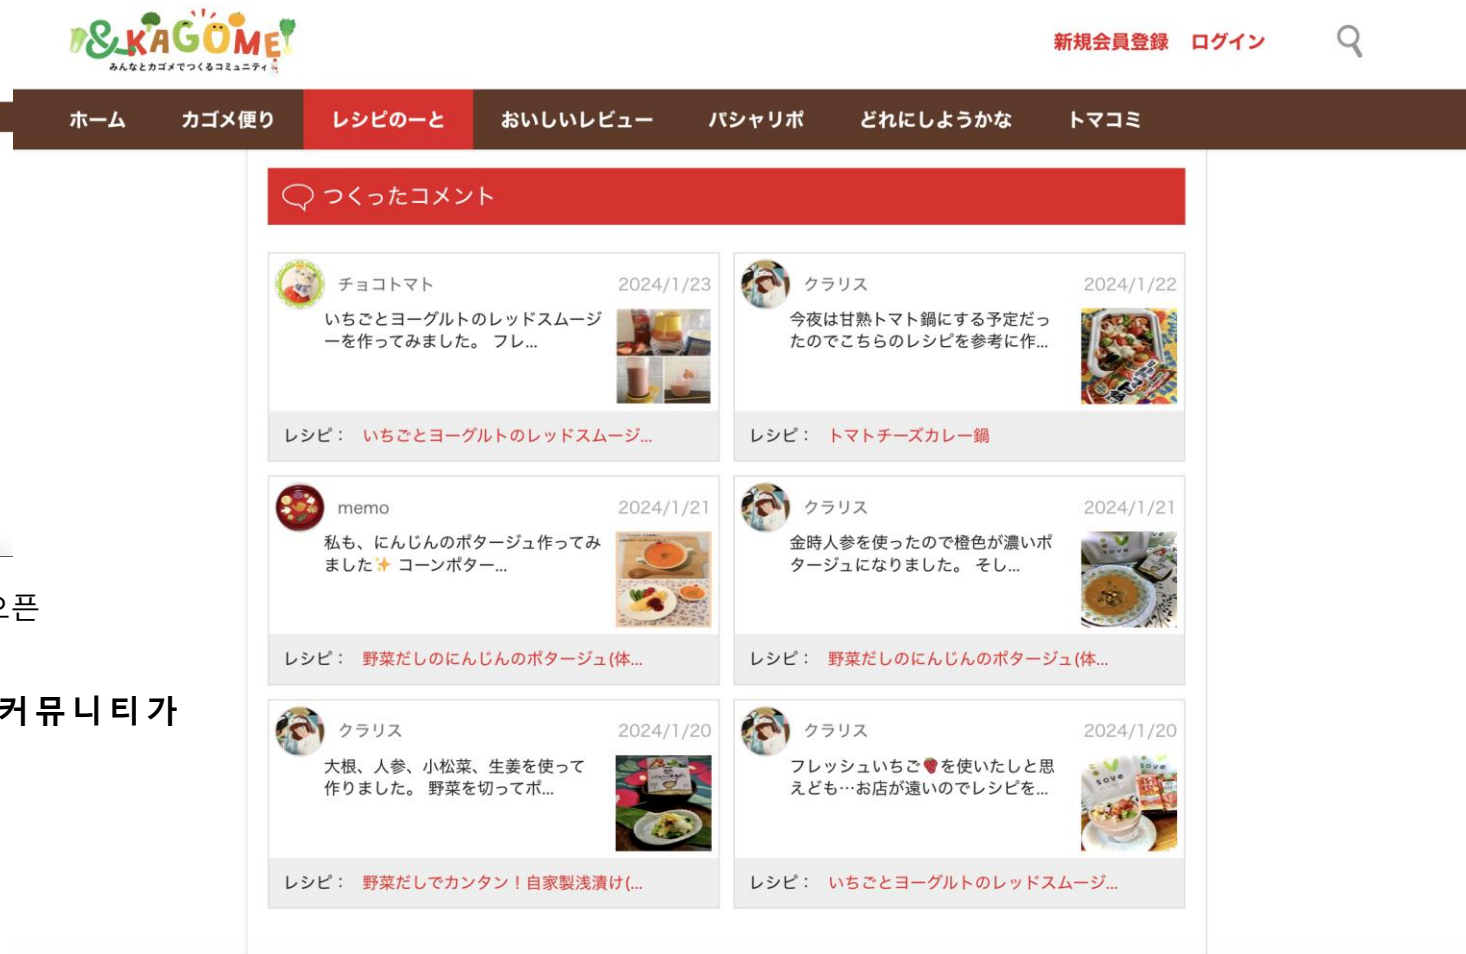 &KAGOME!
みんなとカゴメでつくるコミュニティ
新規会員登録 ログイン
ホーム カゴメ便り レシピのーと おいしいレビュー パシャリポ どれにしようかな トマコミ
つくったコメント
チョコトマト 2024/1/23
いちごとヨーグルトのレッドスムージ
ーを作ってみました。 フレ...
レシピ： いちごとヨーグルトのレッドスムージ...
クラリス 2024/1/22
今夜は甘熟トマト鍋にする予定だっ
たのでこちらのレシピを参考に作...
レシピ： トマトチーズカレー鍋
memo 2024/1/21
私も、にんじんのポタージュ作ってみ
ました✨ コーンポター...
レシピ： 野菜だしのにんじんのポタージュ(体...
クラリス 2024/1/21
金時人参を使ったので橙色が濃いポ
タージュになりました。 そし...
レシピ： 野菜だしのにんじんのポタージュ(体...
クラリス 2024/1/20
大根、人参、小松菜、生姜を使って
作りました。 野菜を切ってポ...
レシピ： 野菜だしでカンタン！自家製浅漬け(...
クラリス 2024/1/20
フレッシュいちご🍓を使いたしと思
えども…お店が遠いのでレシピを...
レシピ： いちごとヨーグルトのレッドスムージ...
오픈
커뮤니티가